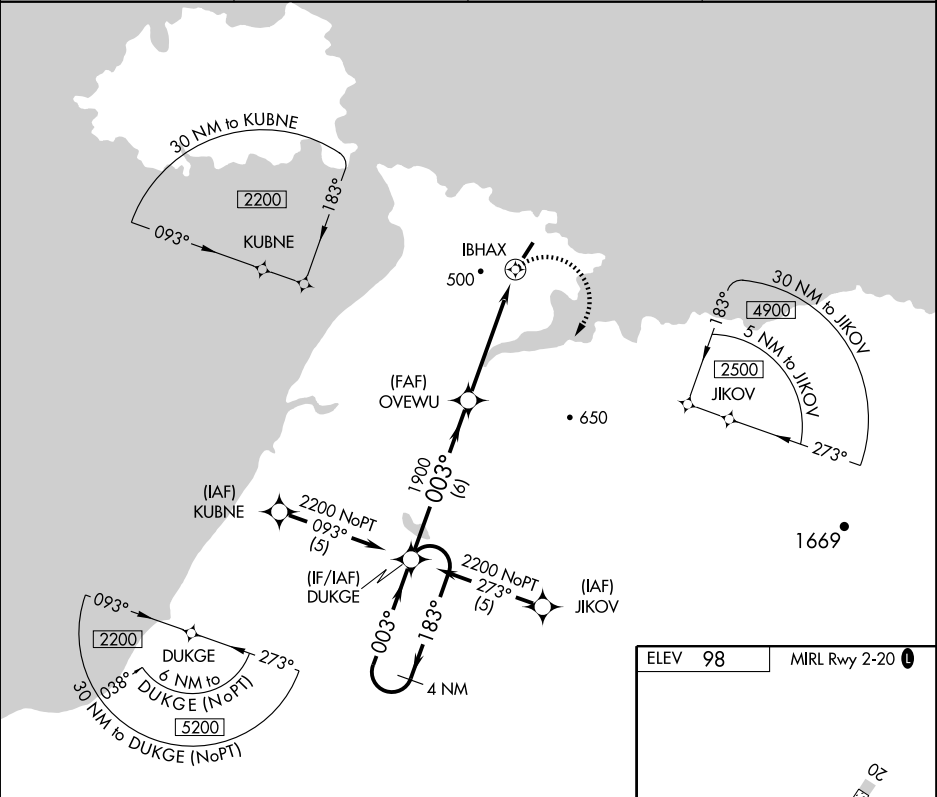 30 NM to KUBNE
2200
183°
093°
KUBNE
IBHAX
500
30 NM to JIKOV
4900
183°
5 NM to JIKOV
2500
JIKOV
273°
(FAF)
OVEWU
650
1900
003°
(6)
(IAF)
KUBNE
2200 NoPT
093°
(5)
1669
(IF/IAF)
DUKGE
2200 NoPT
273°
(5)
(IAF)
JIKOV
003°
183°
4 NM
093°
2200
DUKGE
273°
038°
6 NM to
DUKGE (NoPT)
5200
30 NM to DUKGE (NoPT)
ELEV 98
MIRL Rwy 2-20 L
20